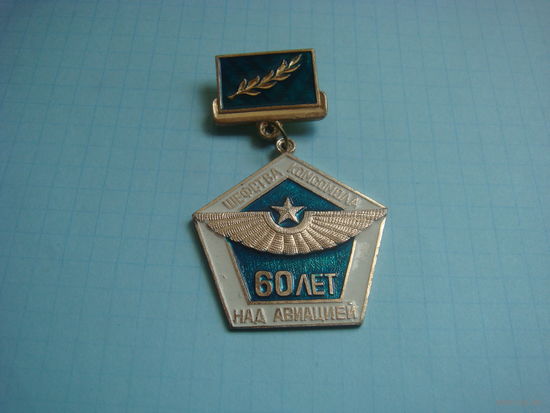 ШЕФСТВА КОМСОМОЛА
60 ЛЕТ
НАД АВИАЦИЕЙ